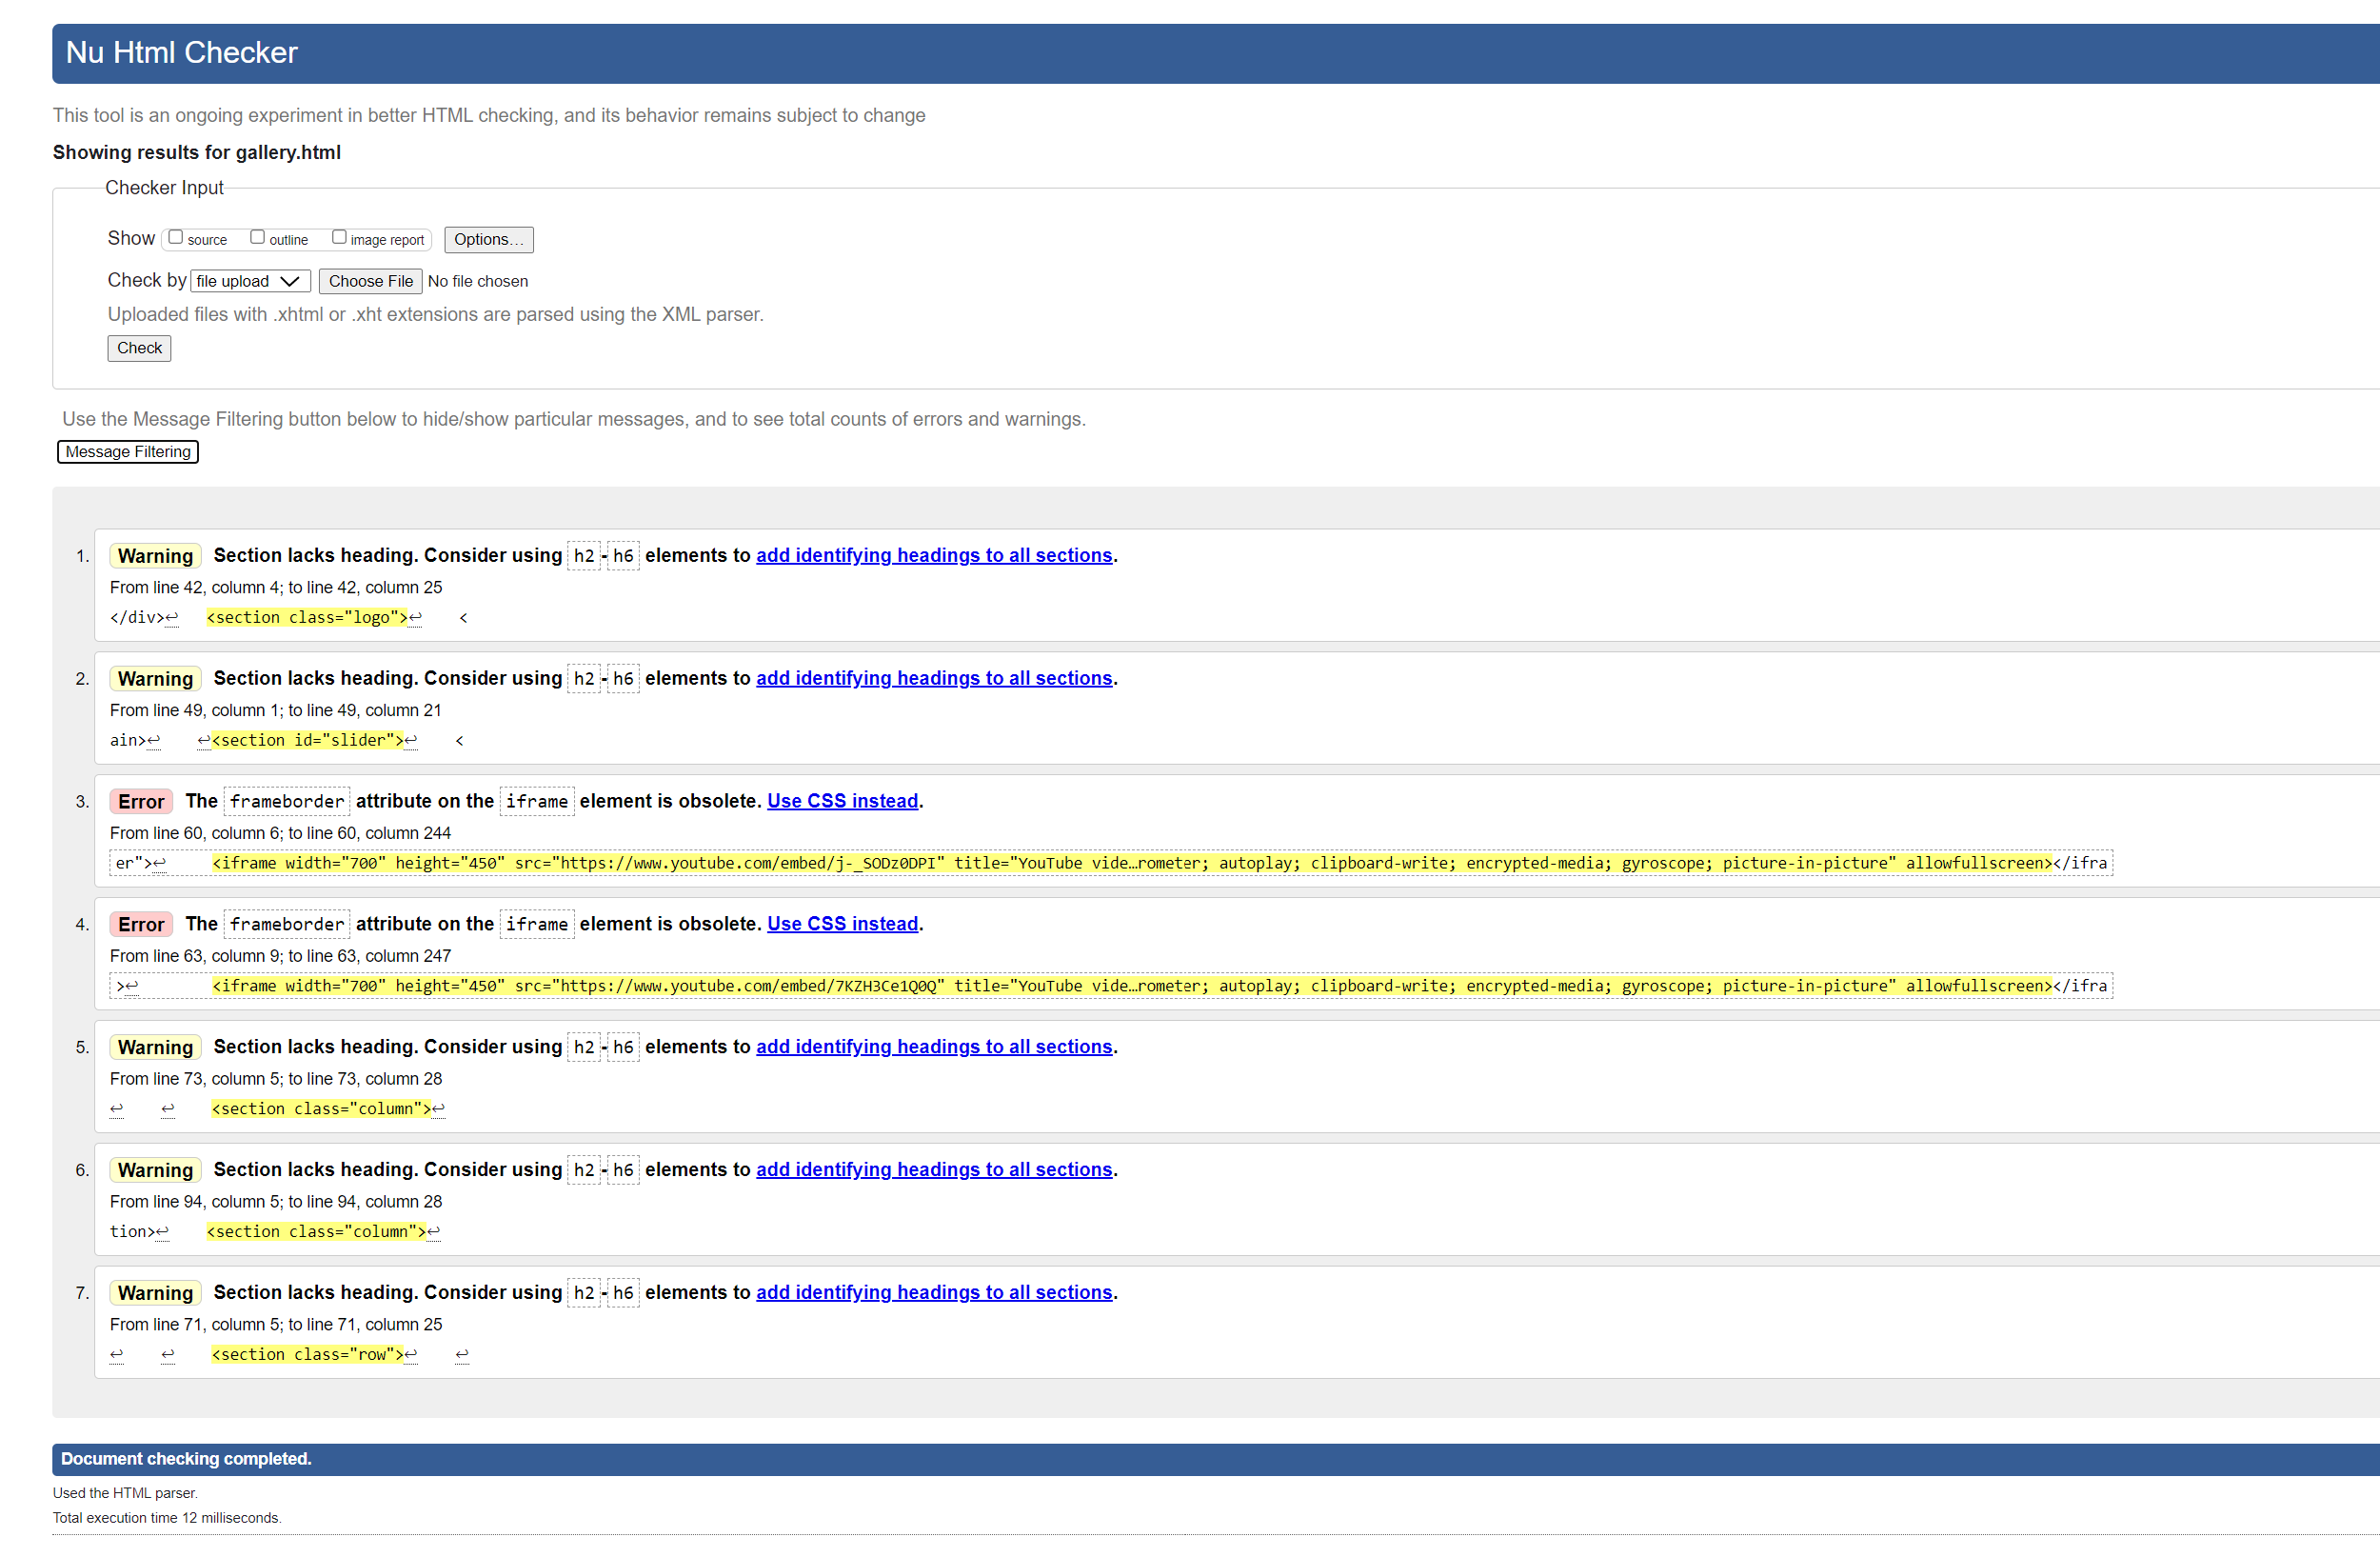 Nu Html Checker
This tool is an ongoing experiment in better HTML checking, and its behavior remains subject to change
Showing results for gallery.html
Checker Input
Show source outline image report Options...
Check by file upload Choose File No file chosen
Uploaded files with .xhtml or .xht extensions are parsed using the XML parser.
Check
Use the Message Filtering button below to hide/show particular messages, and to see total counts of errors and warnings.
Message Filtering
1. Warning Section lacks heading. Consider using h2-h6 elements to add identifying headings to all sections.
From line 42, column 4; to line 42, column 25
</div>↩ <section class="logo">↩ <
2. Warning Section lacks heading. Consider using h2-h6 elements to add identifying headings to all sections.
From line 49, column 1; to line 49, column 21
ain>↩ ↩<section id="slider">↩ <
3. Error The frameborder attribute on the iframe element is obsolete. Use CSS instead.
From line 60, column 6; to line 60, column 244
er">↩ <iframe width="700" height="450" src="https://www.youtube.com/embed/j-_SODz0DPI" title="YouTube vide…rometer; autoplay; clipboard-write; encrypted-media; gyroscope; picture-in-picture" allowfullscreen></ifra
4. Error The frameborder attribute on the iframe element is obsolete. Use CSS instead.
From line 63, column 9; to line 63, column 247
>↩ <iframe width="700" height="450" src="https://www.youtube.com/embed/7KZH3Ce1Q0Q" title="YouTube vide…rometer; autoplay; clipboard-write; encrypted-media; gyroscope; picture-in-picture" allowfullscreen></ifra
5. Warning Section lacks heading. Consider using h2-h6 elements to add identifying headings to all sections.
From line 73, column 5; to line 73, column 28
↩ ↩ <section class="column">↩
6. Warning Section lacks heading. Consider using h2-h6 elements to add identifying headings to all sections.
From line 94, column 5; to line 94, column 28
tion>↩ <section class="column">↩
7. Warning Section lacks heading. Consider using h2-h6 elements to add identifying headings to all sections.
From line 71, column 5; to line 71, column 25
↩ ↩ <section class="row">↩ ↩
Document checking completed.
Used the HTML parser.
Total execution time 12 milliseconds.